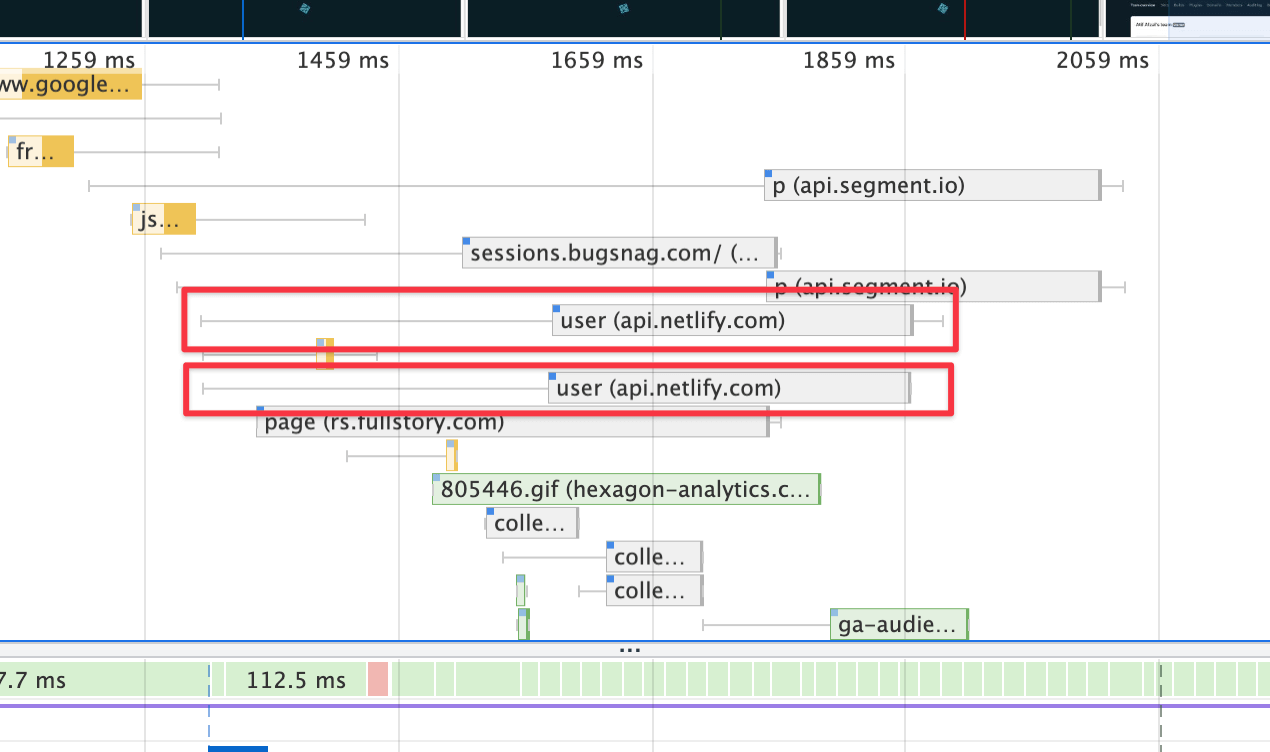 1259 ms
1459 ms
1659 ms
1859 ms
2059 ms
ww.google...
fr...
p (api.segment.io)
js...
sessions.bugsnag.com/ (...
p (api.segment.io)
user (api.netlify.com)
user (api.netlify.com)
page (rs.fullstory.com)
805446.gif (hexagon-analytics.c...
colle...
colle...
colle...
ga-audie...
...
7.7 ms
112.5 ms